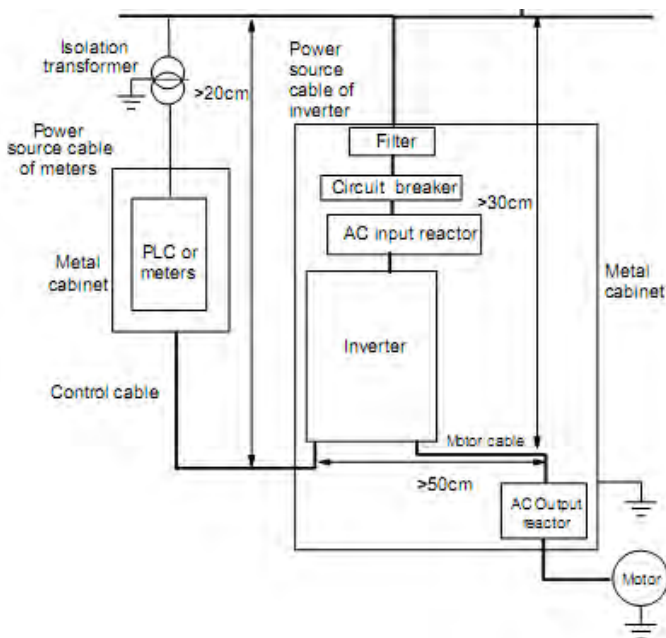 Isolation
transformer
>20cm
Power
source
cable of
inverter
Power
source cable
of meters
Filter
Circuit breaker
>30cm
AC input reactor
PLC or
meters
Metal
cabinet
Metal
cabinet
Inverter
Control cable
Motor cable
>50cm
AC Output
reactor
Motor